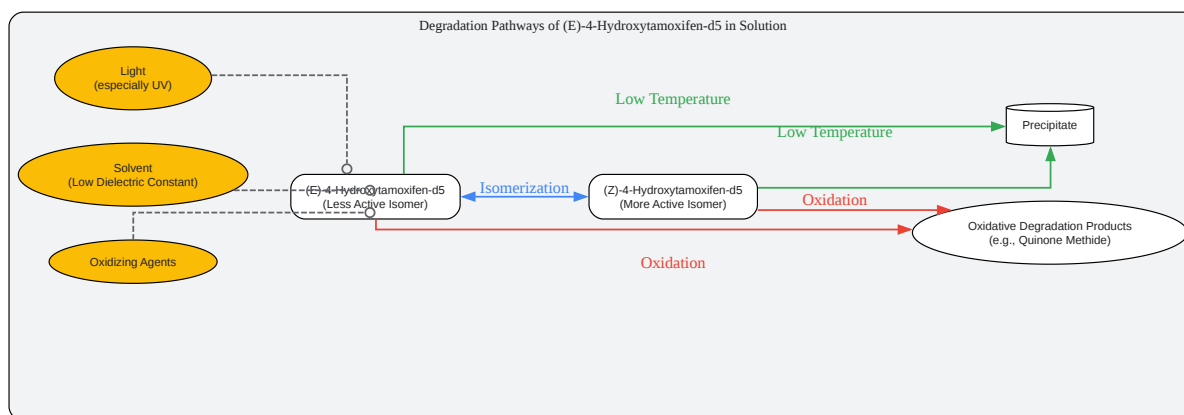 Degradation Pathways of (E)-4-Hydroxytamoxifen-d5 in Solution
Light
(especially UV)
Low Temperature
Precipitate
Low Temperature
Solvent
(Low Dielectric Constant)
(E)-4-Hydroxytamoxifen-d5
(Less Active Isomer)
Isomerization
(Z)-4-Hydroxytamoxifen-d5
(More Active Isomer)
Oxidation
Oxidative Degradation Products
(e.g., Quinone Methide)
Oxidizing Agents
Oxidation